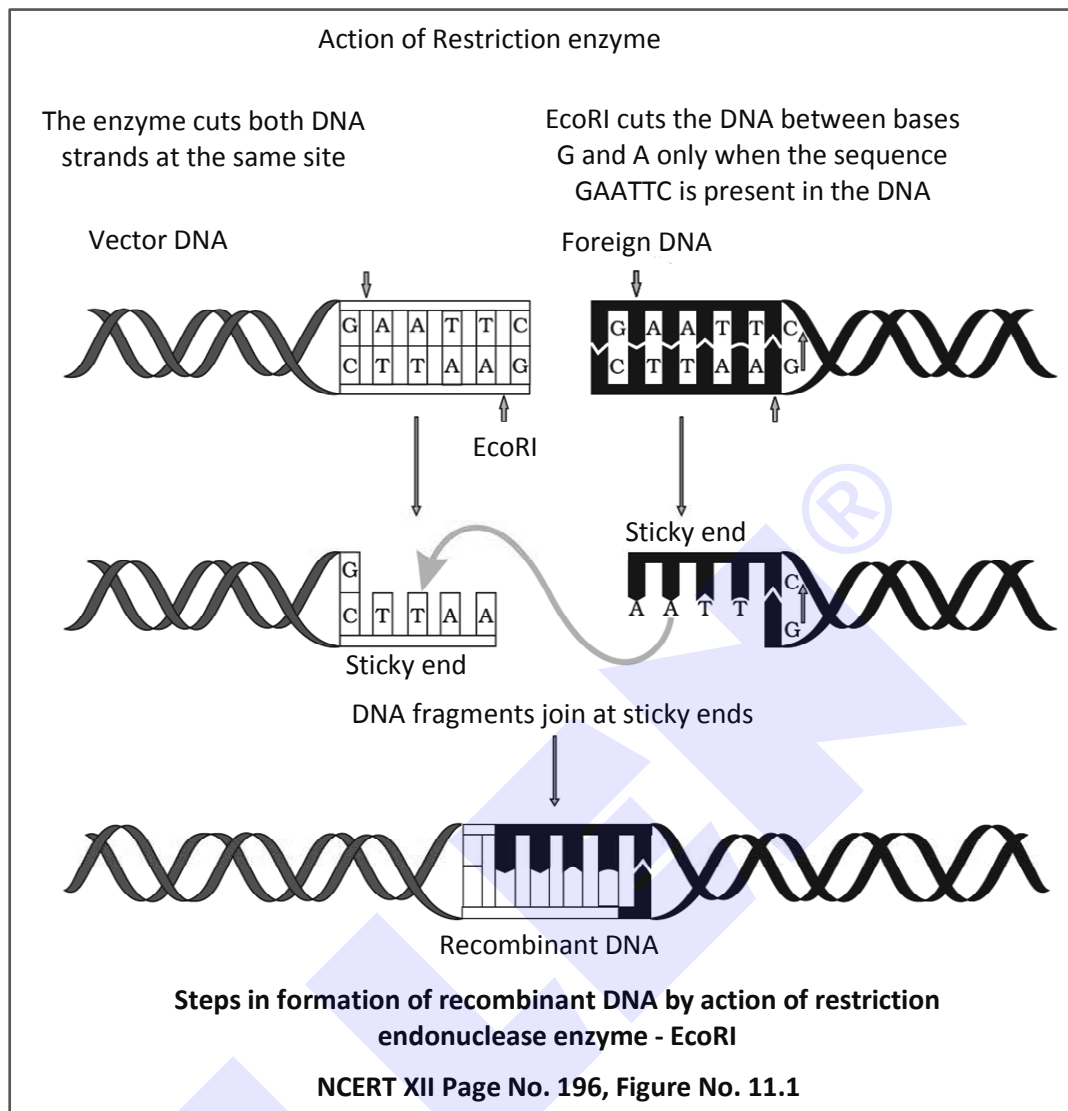 Action of Restriction enzyme
The enzyme cuts both DNA
strands at the same site
EcoRI cuts the DNA between bases
G and A only when the sequence
GAATTC is present in the DNA
Vector DNA
Foreign DNA
G A A T T C
C T T A A G
G A A T T C
C T T A A G
EcoRI
Sticky end
G
C T T A A
A A T T
C
G
Sticky end
DNA fragments join at sticky ends
Recombinant DNA
Steps in formation of recombinant DNA by action of restriction
endonuclease enzyme - EcoRI
NCERT XII Page No. 196, Figure No. 11.1
®